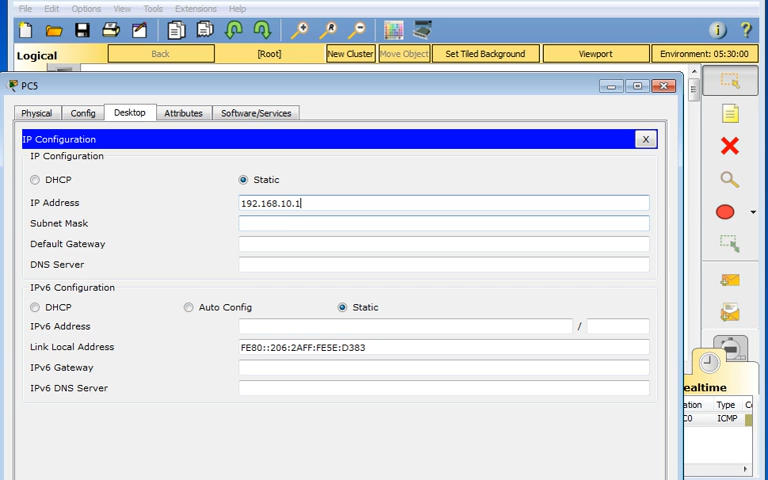 File Edit Options View Tools Extensions Help
Logical Back [Root] New Cluster Move Object Set Tiled Background Viewport Environment: 05:30:00
PC5
Physical Config Desktop Attributes Software/Services
IP Configuration X
IP Configuration
DHCP Static
IP Address 192.168.10.1
Subnet Mask
Default Gateway
DNS Server
IPv6 Configuration
DHCP Auto Config Static
IPv6 Address /
Link Local Address FE80::206:2AFF:FE5E:D383
IPv6 Gateway
IPv6 DNS Server
ealtime
ation Type Cc
C0 ICMP